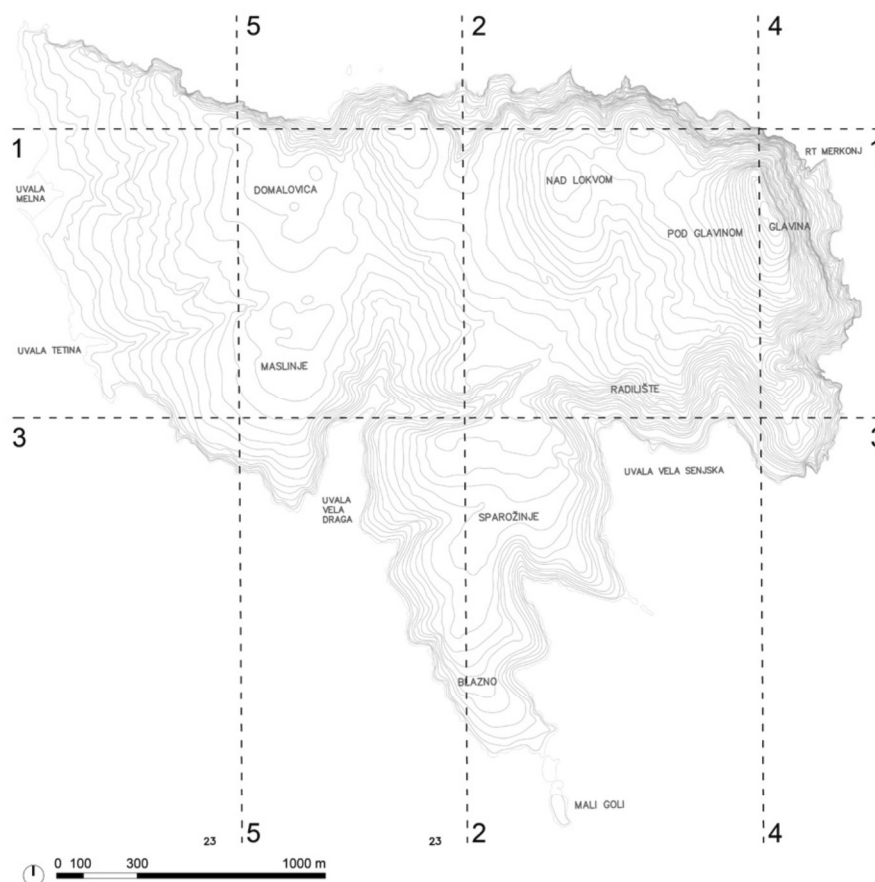 5 2 4
1 1
RT MERKONJ
DOMALOVICA
NAD LOKVOM
UVALA
MELNA
POD GLAVINOM
GLAVINA
UVALA TETINA
MASLINJE
RADILIŠTE
3 3
UVALA VELA SENJSKA
UVALA
VELA
DRAGA
SPAROŽINJE
BLAZNO
MALI GOLI
23 5 23 2 4
0 100 300 1000 m